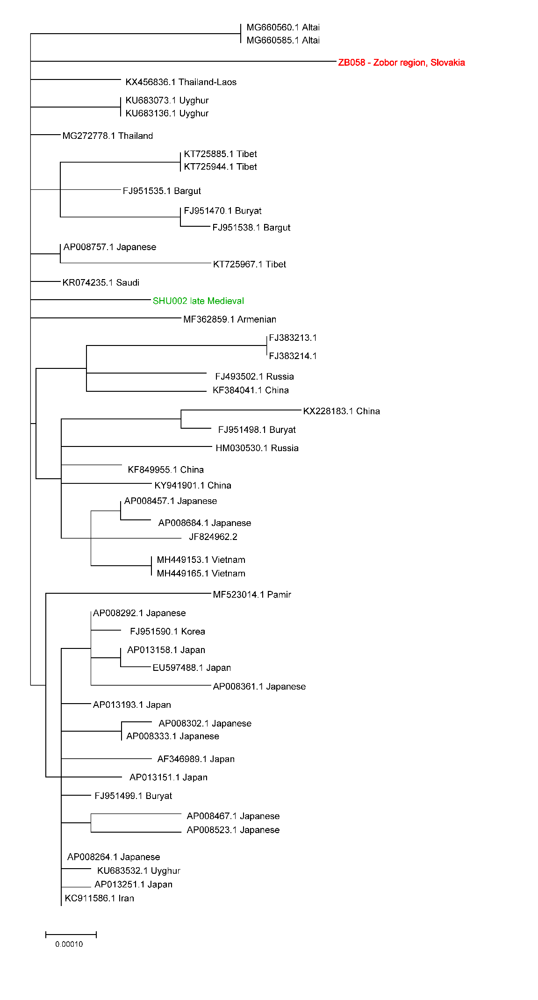 MG660560.1 Altai
MG660585.1 Altai
ZB058 - Zobor region, Slovakia
KX456836.1 Thailand-Laos
KU683073.1 Uyghur
KU683136.1 Uyghur
MG272778.1 Thailand
KT725885.1 Tibet
KT725944.1 Tibet
FJ951535.1 Bargut
FJ951470.1 Buryat
FJ951538.1 Bargut
AP008757.1 Japanese
KT725967.1 Tibet
KR074235.1 Saudi
SHU002 late Medieval
MF362859.1 Armenian
FJ383213.1
FJ383214.1
FJ493502.1 Russia
KF384041.1 China
KX228183.1 China
FJ951498.1 Buryat
HM030530.1 Russia
KF849955.1 China
KY941901.1 China
AP008457.1 Japanese
AP008684.1 Japanese
JF824962.2
MH449153.1 Vietnam
MH449165.1 Vietnam
MF523014.1 Pamir
AP008292.1 Japanese
FJ951590.1 Korea
AP013158.1 Japan
EU597488.1 Japan
AP008361.1 Japanese
AP013193.1 Japan
AP008302.1 Japanese
AP008333.1 Japanese
AF346989.1 Japan
AP013151.1 Japan
FJ951499.1 Buryat
AP008467.1 Japanese
AP008523.1 Japanese
AP008264.1 Japanese
KU683532.1 Uyghur
AP013251.1 Japan
KC911586.1 Iran
0.00010